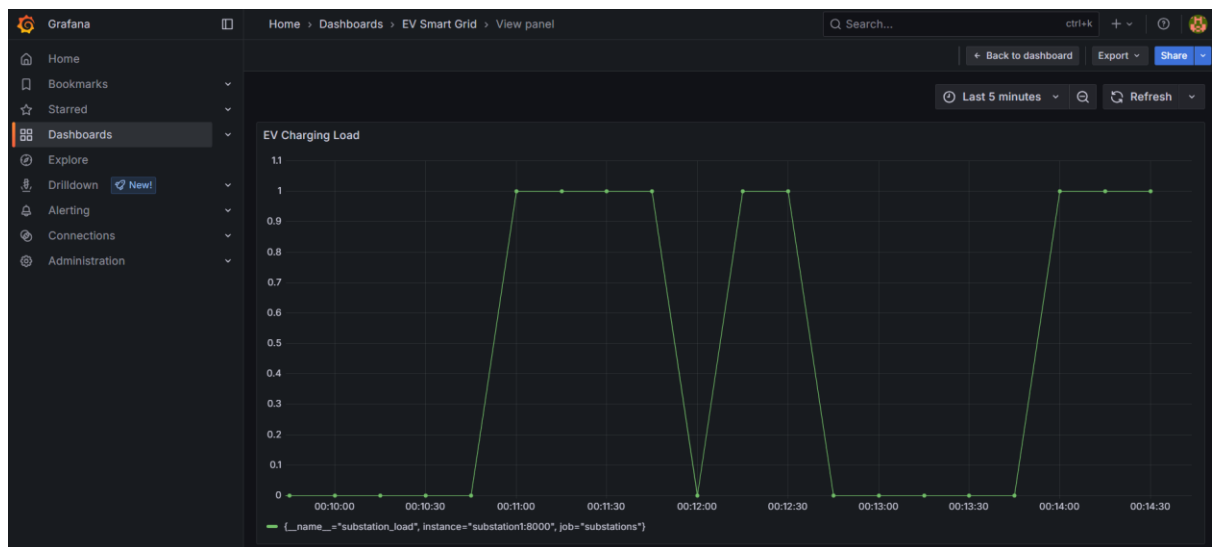 Grafana
Home > Dashboards > EV Smart Grid > View panel
Search... ctrl+k
Home
← Back to dashboard Export Share
Bookmarks
Last 5 minutes Refresh
Starred
Dashboards
EV Charging Load
Explore
Drilldown New!
Alerting
Connections
Administration
1.1
1
0.9
0.8
0.7
0.6
0.5
0.4
0.3
0.2
0.1
0
00:10:00 00:10:30 00:11:00 00:11:30 00:12:00 00:12:30 00:13:00 00:13:30 00:14:00 00:14:30
{__name__="substation_load", instance="substation1:8000", job="substations"}